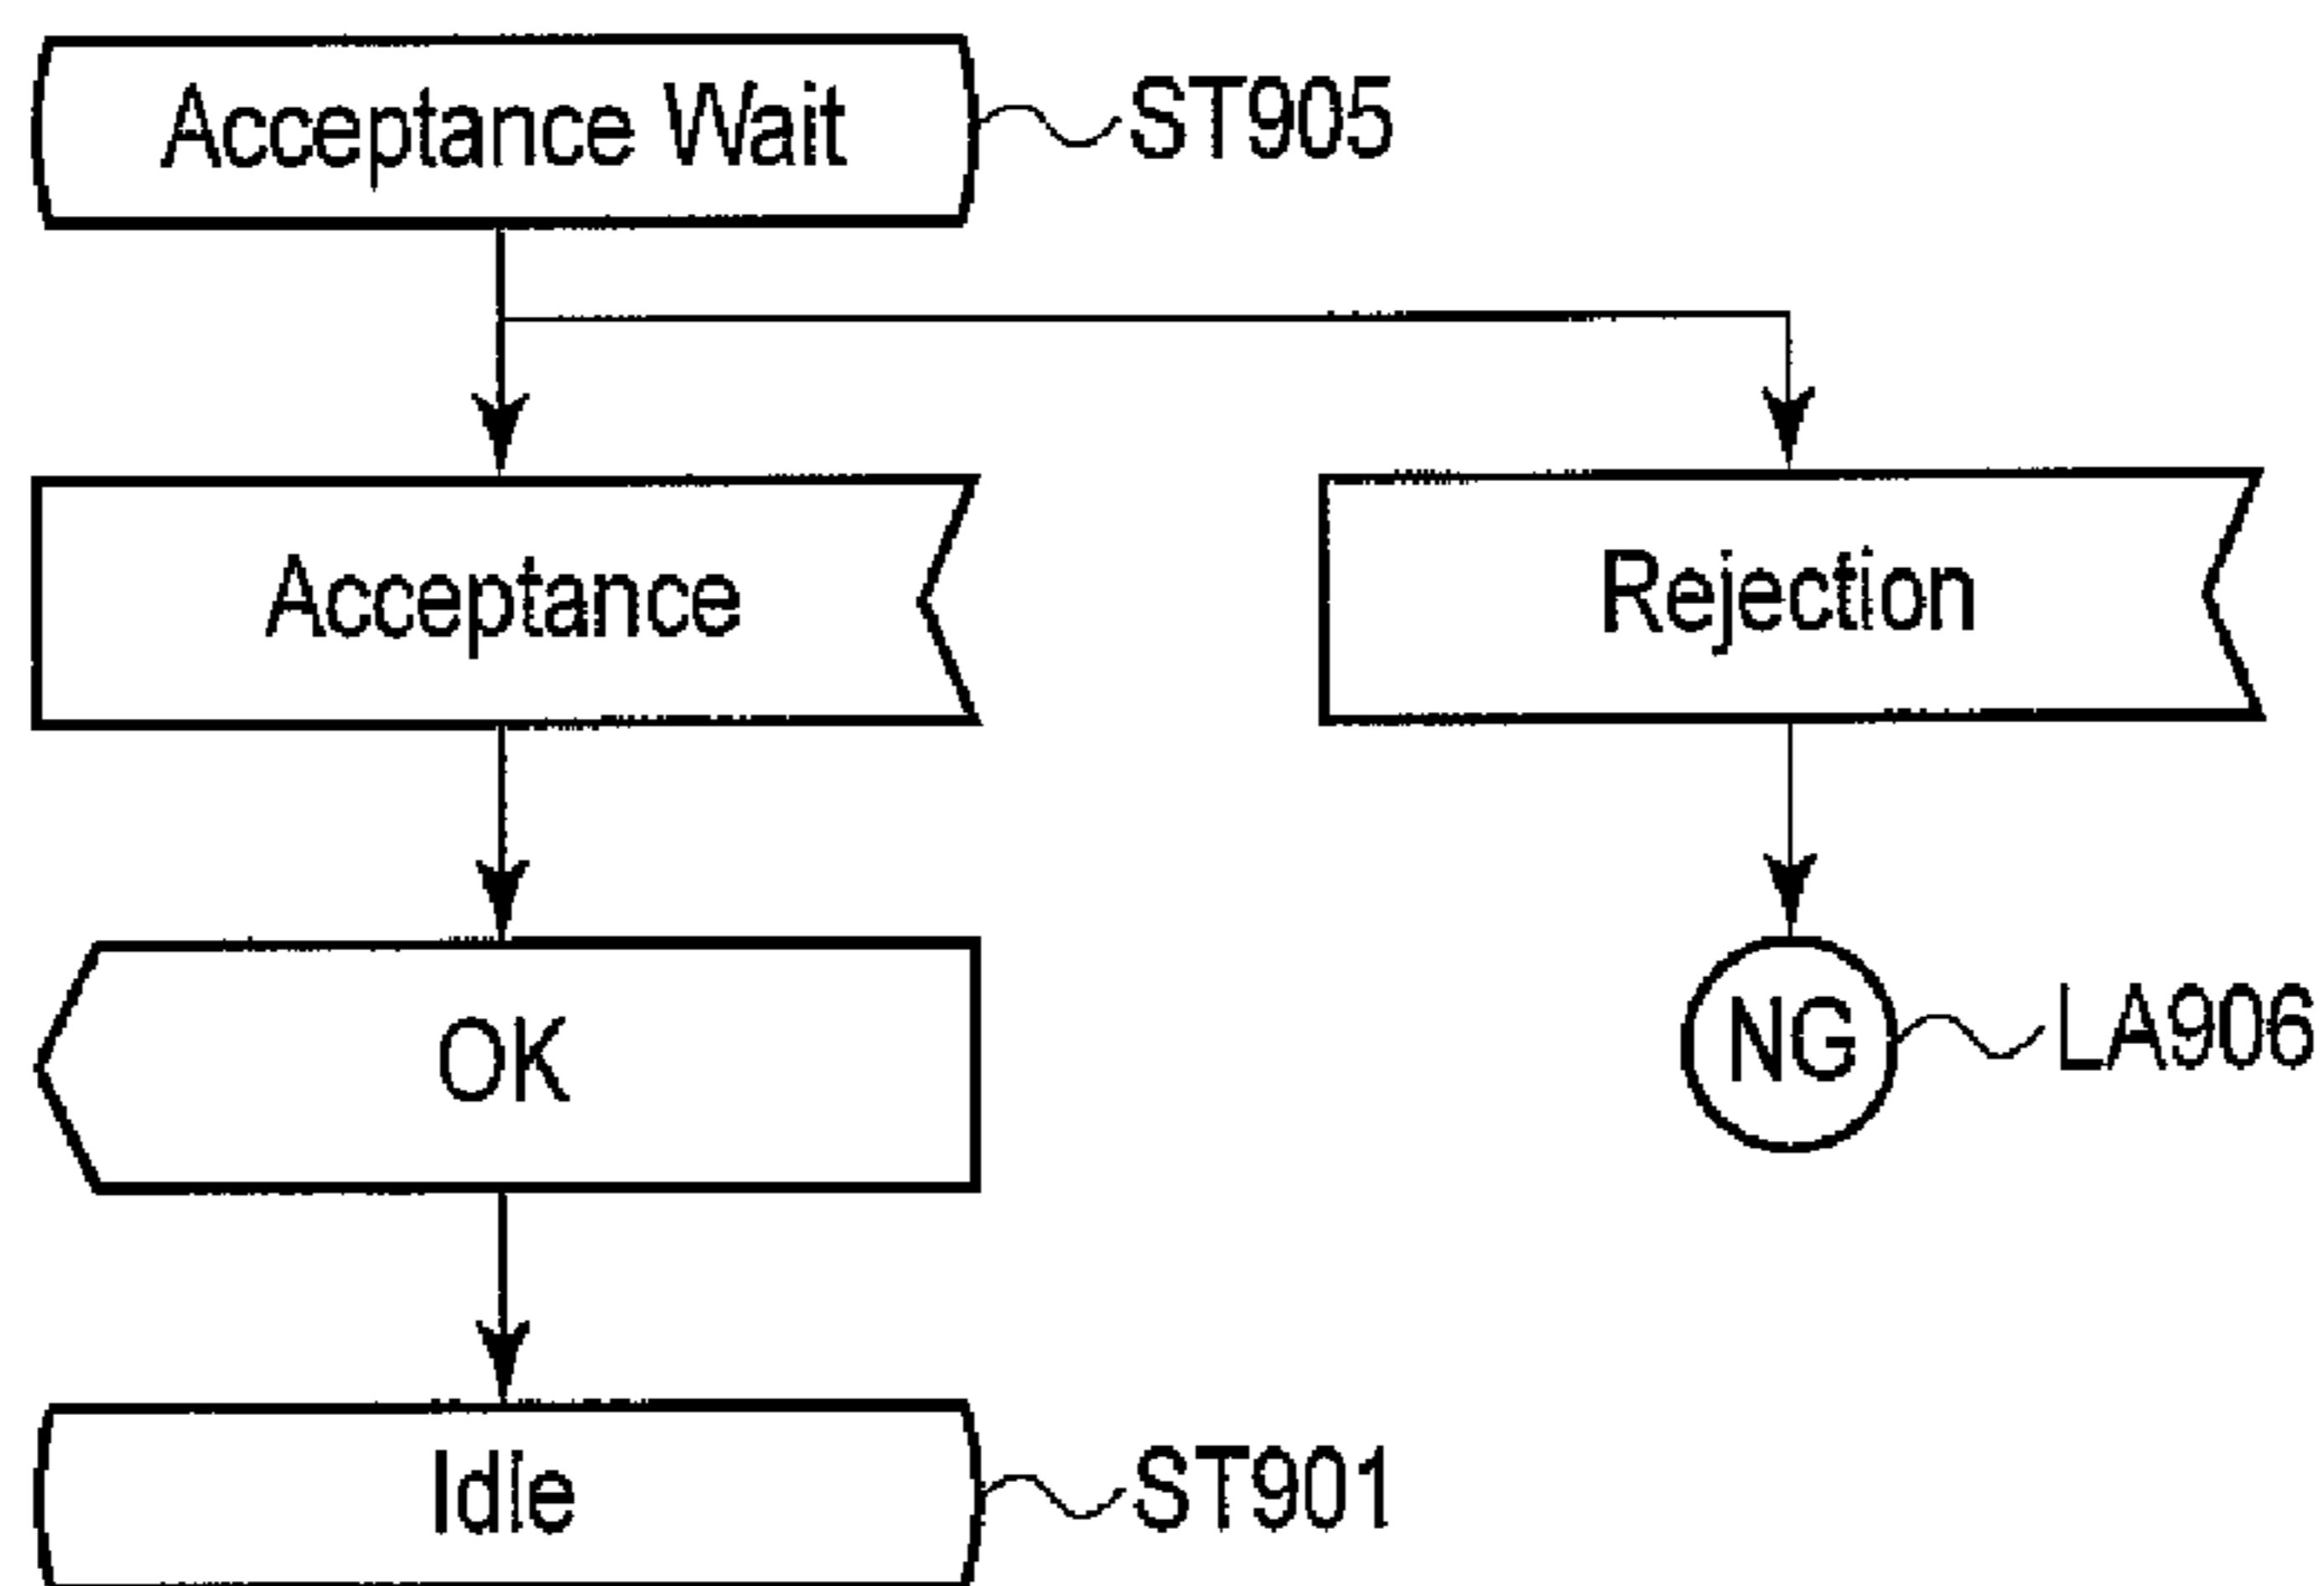 Acceptance Wait
ST905
Acceptance
Rejection
OK
NG
LA906
Idle
ST901